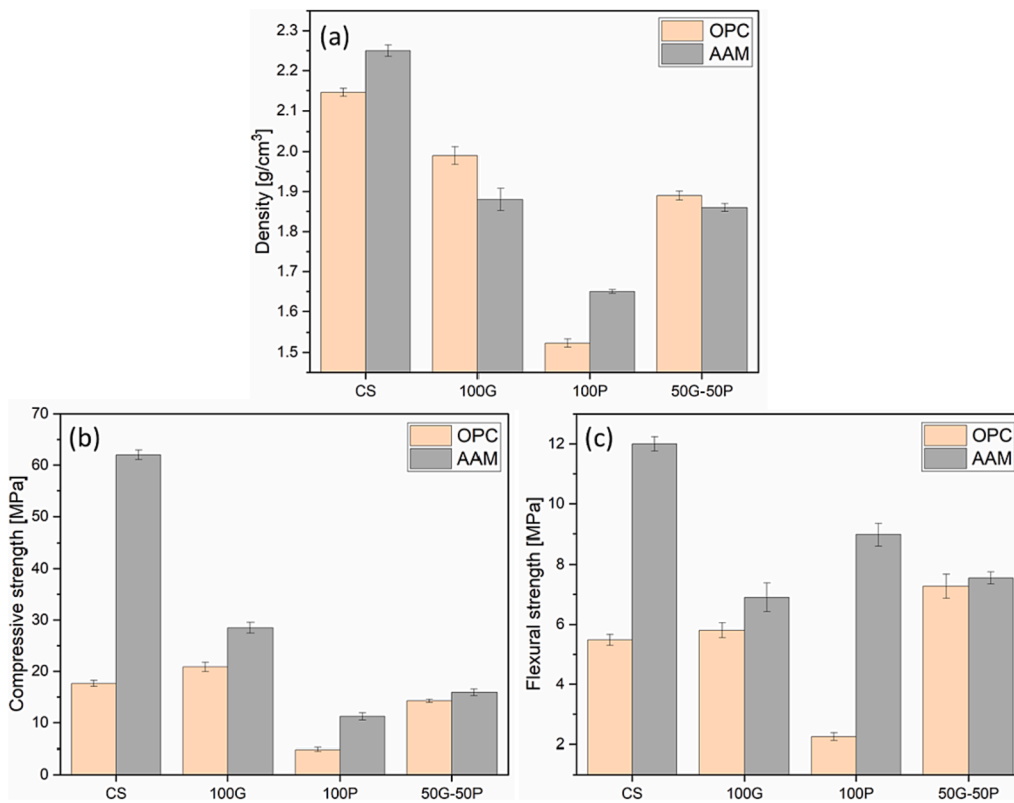 (a)
OPC
AAM
Density [g/cm³]
2.3
2.2
2.1
2.0
1.9
1.8
1.7
1.6
1.5
CS 100G 100P 50G-50P
(b)
OPC
AAM
Compressive strength [MPa]
70
60
50
40
30
20
10
0
CS 100G 100P 50G-50P
(c)
OPC
AAM
Flexural strength [MPa]
12
10
8
6
4
2
CS 100G 100P 50G-50P